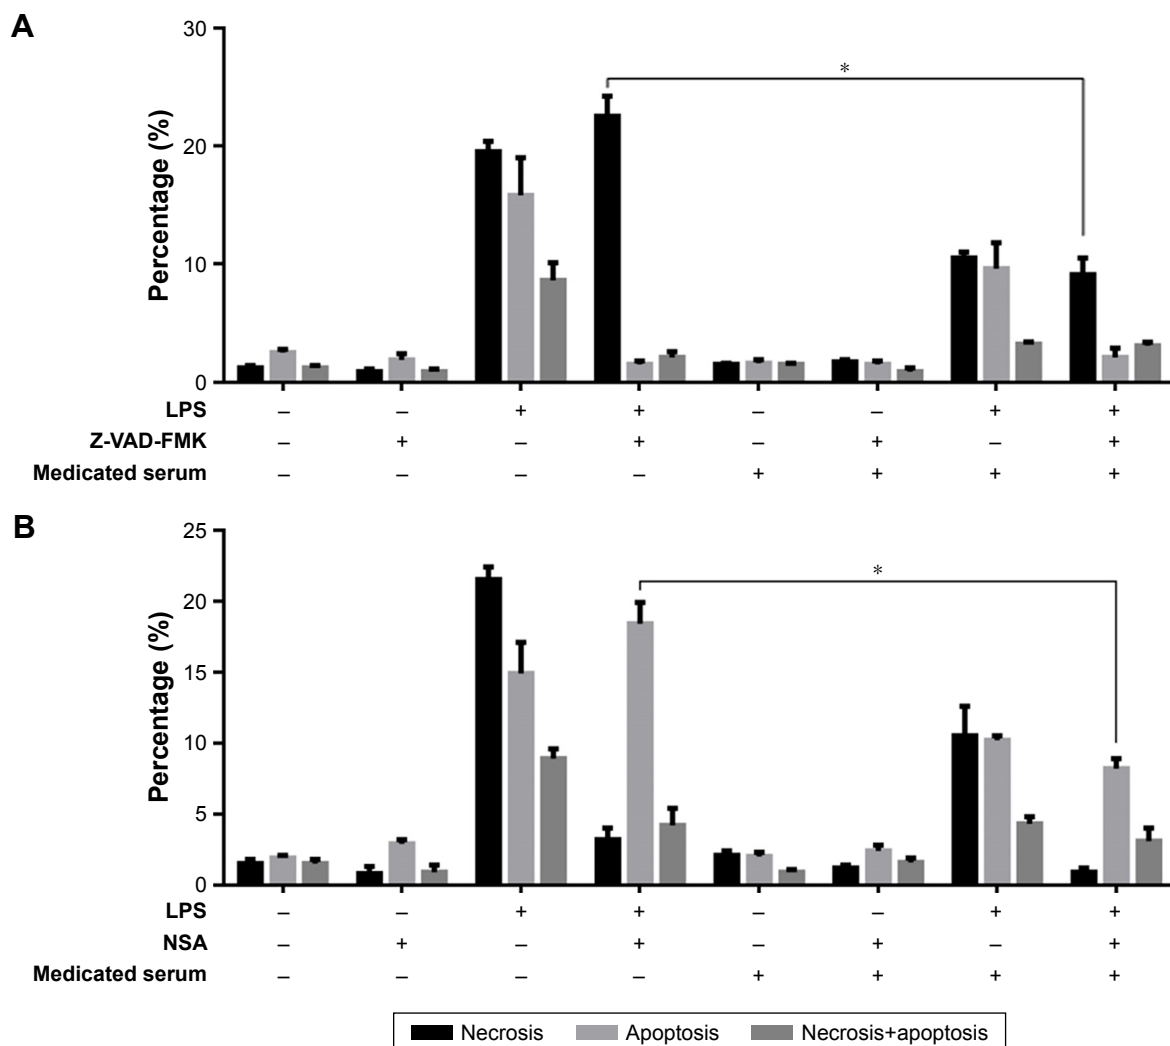 A
30
*
20
10
0
Percentage (%)
LPS – – + + – – + +
Z-VAD-FMK – + – + – + – +
Medicated serum – – – – + + + +
B
25
*
20
15
10
5
0
Percentage (%)
LPS – – + + – – + +
NSA – + – + – + – +
Medicated serum – – – – + + + +
Necrosis Apoptosis Necrosis+apoptosis